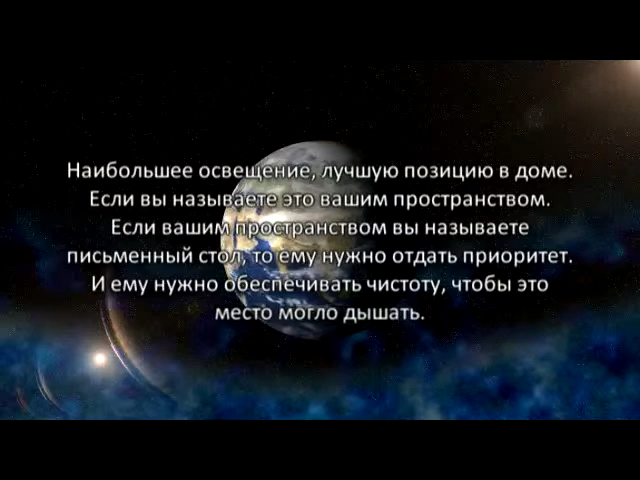 Наибольшее освещение, лучшую позицию в доме.
Если вы называете это вашим пространством.
Если вашим пространством вы называете
письменный стол, то ему нужно отдать приоритет.
И ему нужно обеспечивать чистоту, чтобы это
место могло дышать.